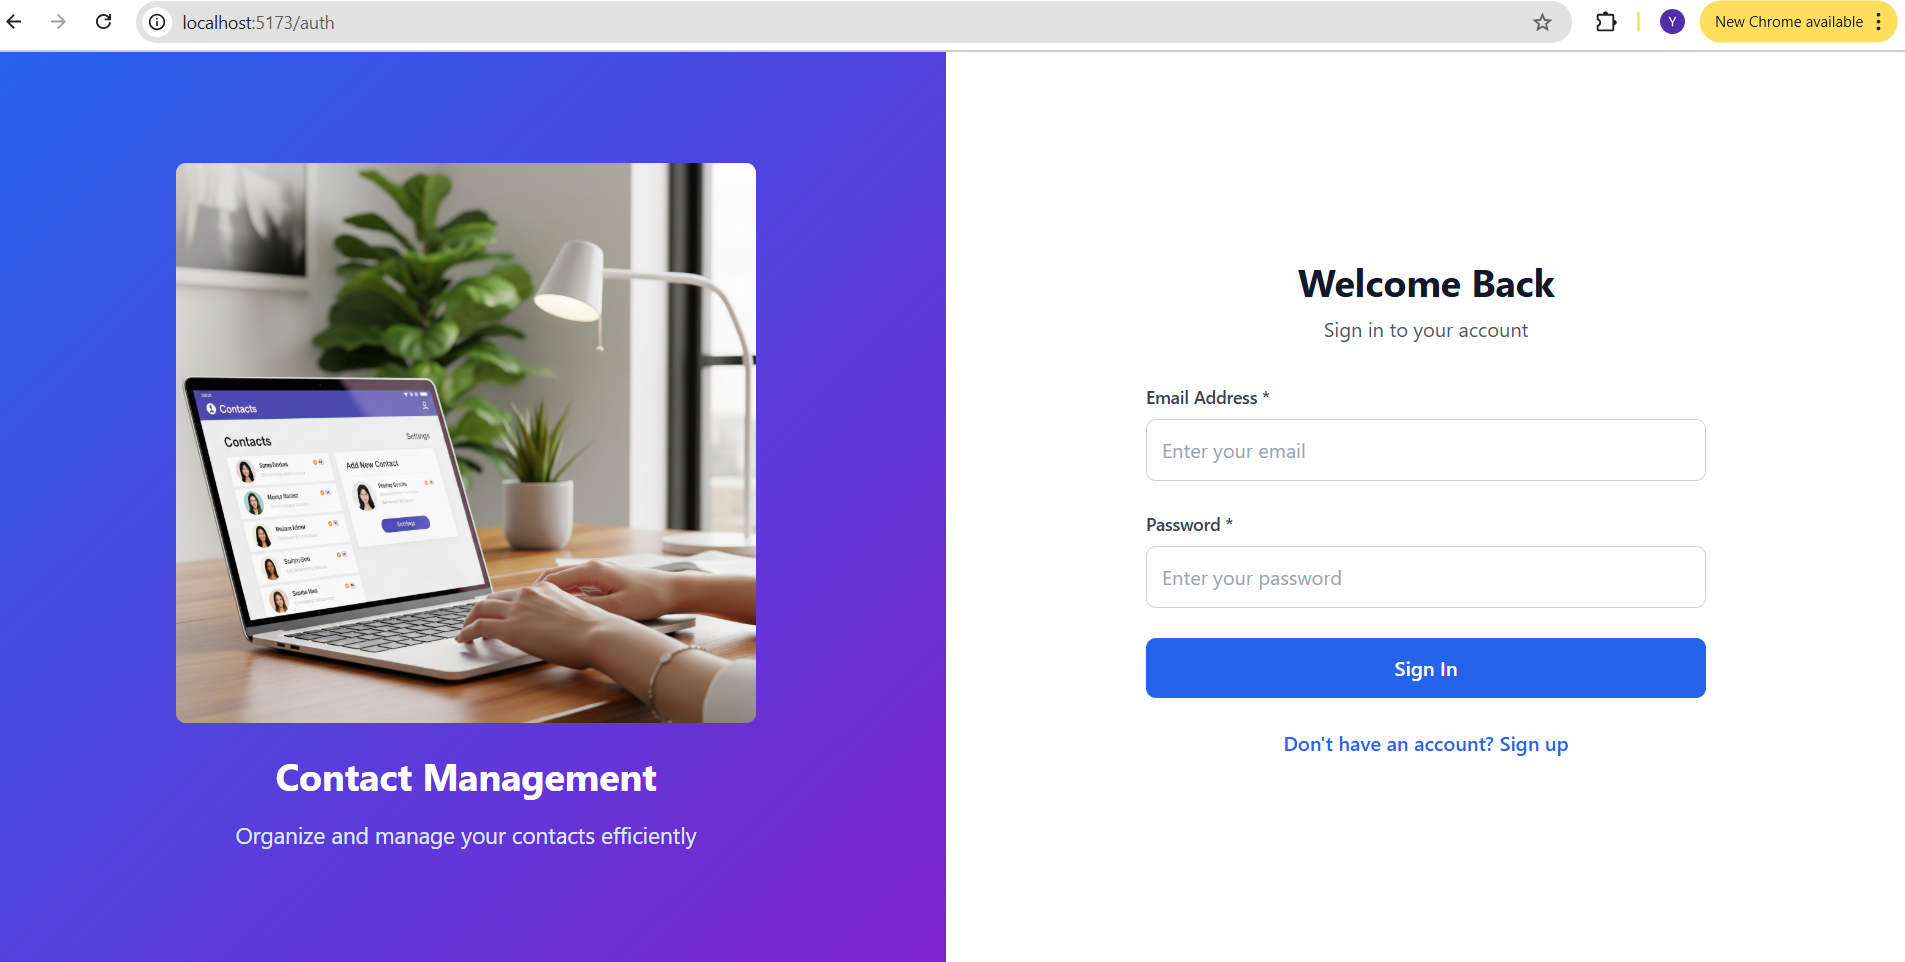 localhost:5173/auth
Y
New Chrome available
Contacts
Contacts
Settings
Add New Contact
Settings
Contact Management
Organize and manage your contacts efficiently
Welcome Back
Sign in to your account
Email Address *
Enter your email
Password *
Enter your password
Sign In
Don't have an account? Sign up